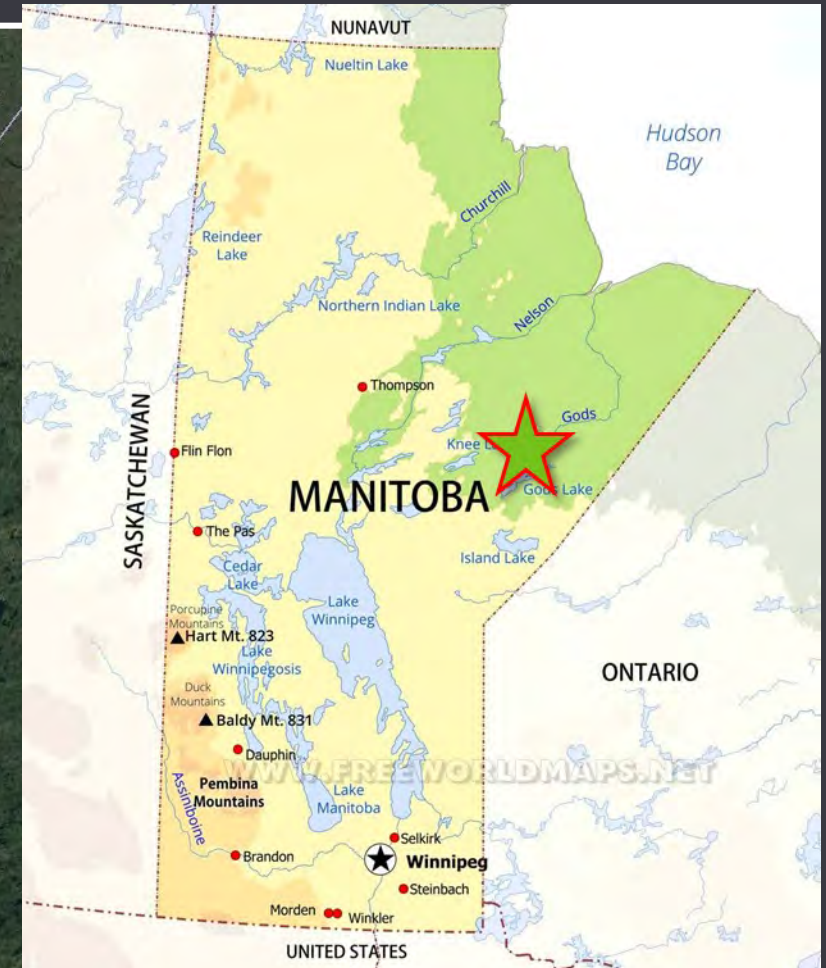 NUNAVUT
Nueltin Lake
Hudson
Bay
Churchill
Reindeer
Lake
Northern Indian Lake
Nelson
Thompson
Gods
Knee
Flin Flon
SASKATCHEWAN
MANITOBA
Gods Lake
The Pas
Island Lake
Cedar
Lake
Lake
Winnipeg
Porcupine
Mountains
Hart Mt. 823
Lake
Winnipegosis
ONTARIO
Duck
Mountains
Baldy Mt. 831
Dauphin
WWW.FREEWORLDMAPS.NET
Pembina
Mountains
Assiniboine
Lake
Manitoba
Selkirk
Brandon
Winnipeg
Steinbach
Morden
Winkler
UNITED STATES